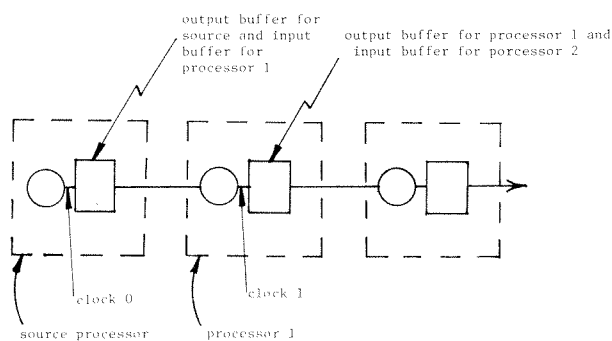 output buffer for
source and input
buffer for
processor 1
output buffer for processor 1 and
input buffer for porcessor 2
clock 0
clock 1
source processor
processor 1